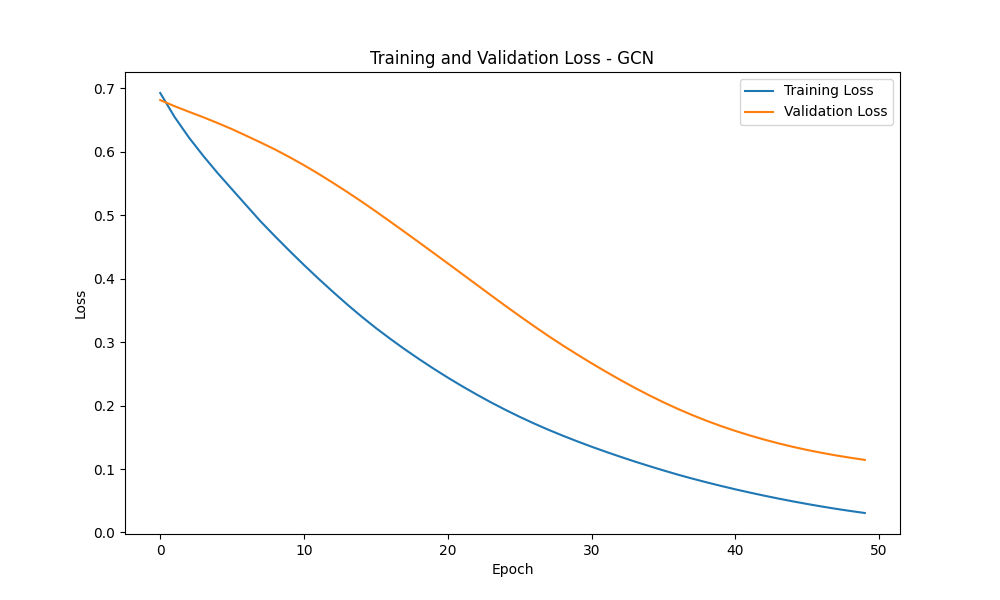 Training and Validation Loss - GCN
Training Loss
Validation Loss
0.7
0.6
0.5
0.4
0.3
0.2
0.1
0.0
Loss
0 10 20 30 40 50
Epoch